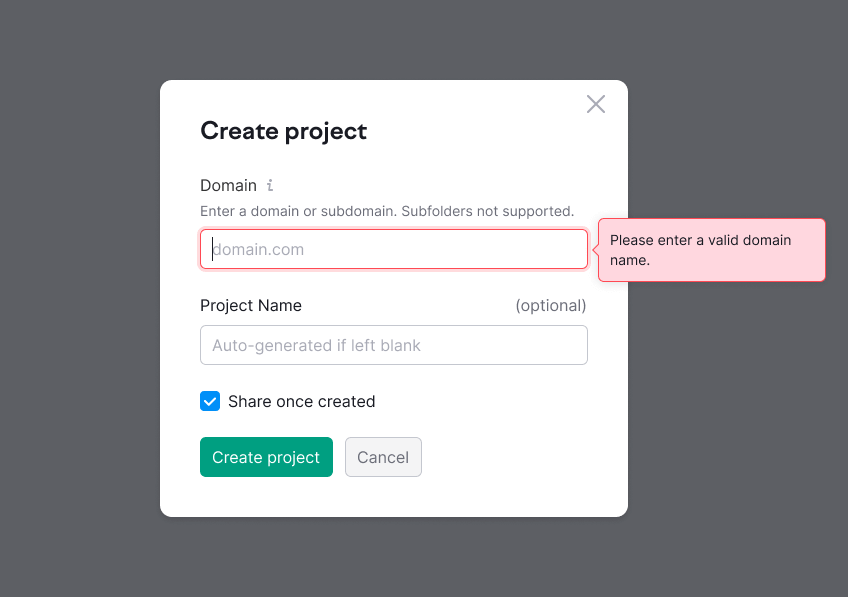 Create project
Domain i
Enter a domain or subdomain. Subfolders not supported.
domain.com
Please enter a valid domain
name.
Project Name (optional)
Auto-generated if left blank
Share once created
Create project Cancel